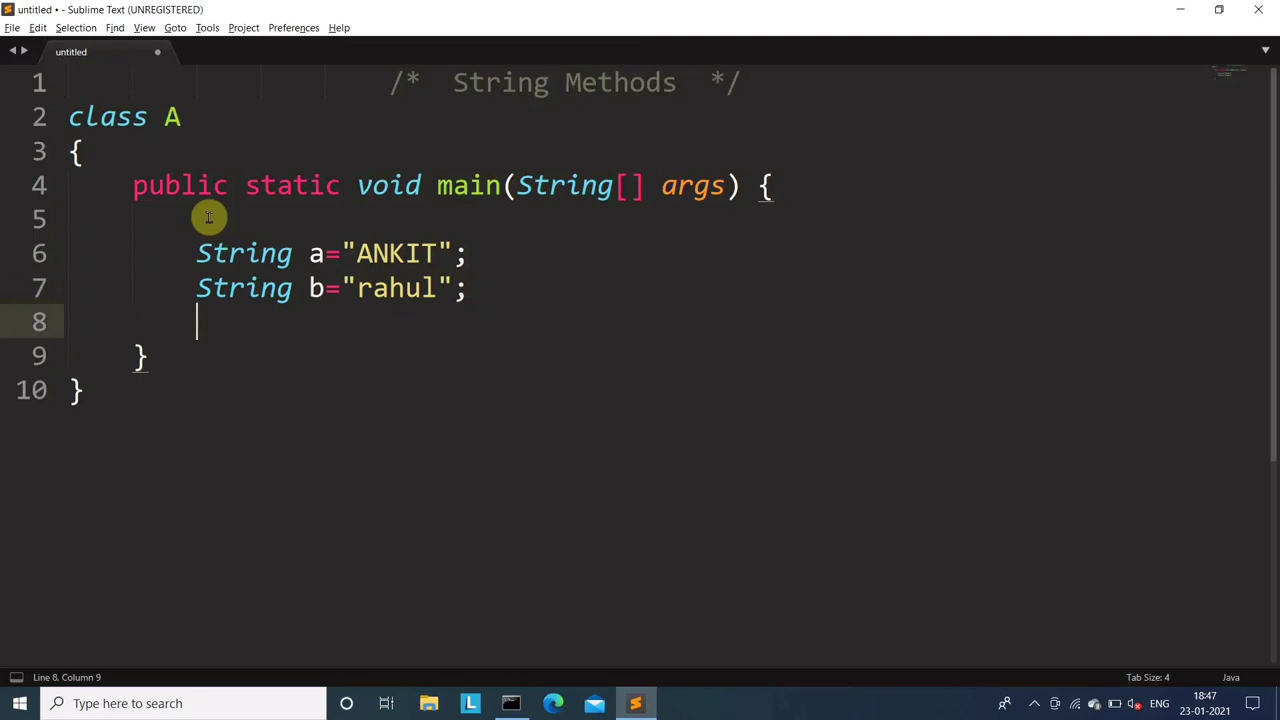 untitled • - Sublime Text (UNREGISTERED)
File Edit Selection Find View Goto Tools Project Preferences Help
untitled
1 /* String Methods */
2 class A
3 {
4 public static void main(String[] args) {
5
6 String a="ANKIT";
7 String b="rahul";
8
9 }
10 }
Line 8, Column 9 Tab Size: 4 Java
Type here to search L ENG 18:47
23-01-2021